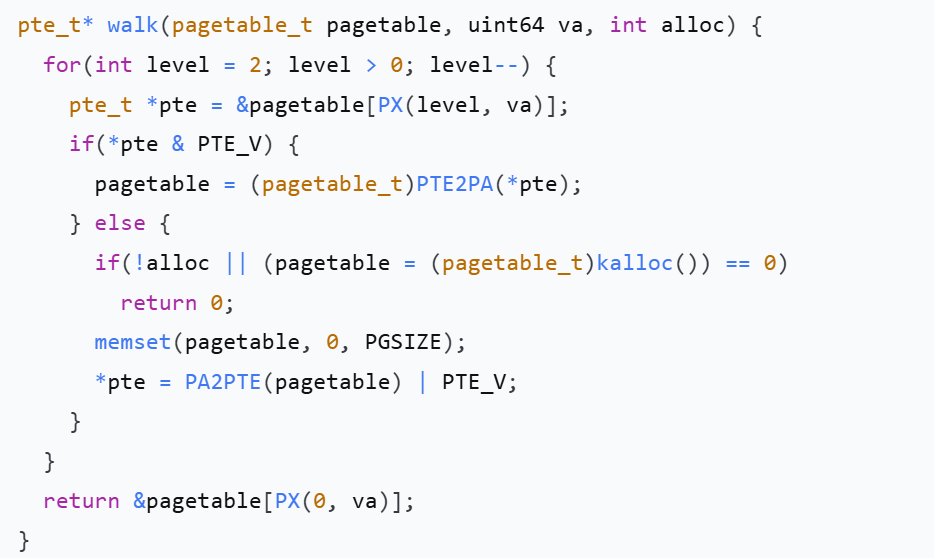 pte_t* walk(pagetable_t pagetable, uint64 va, int alloc) {
  for(int level = 2; level > 0; level--) {
    pte_t *pte = &pagetable[PX(level, va)];
    if(*pte & PTE_V) {
      pagetable = (pagetable_t)PTE2PA(*pte);
    } else {
      if(!alloc || (pagetable = (pagetable_t)kalloc()) == 0)
        return 0;
      memset(pagetable, 0, PGSIZE);
      *pte = PA2PTE(pagetable) | PTE_V;
    }
  }
  return &pagetable[PX(0, va)];
}